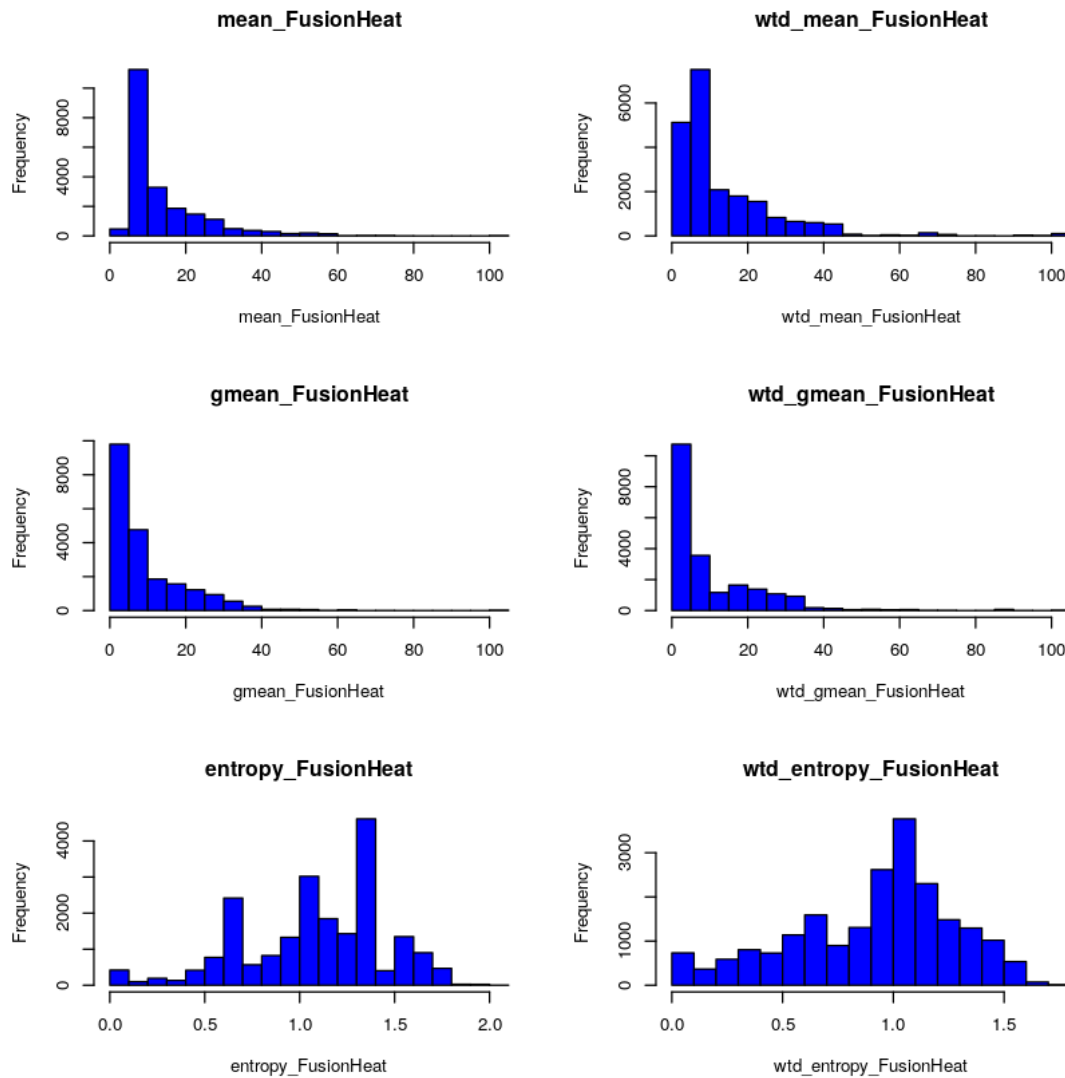 mean_FusionHeat
Frequency
0
2000
4000
8000
0 20 40 60 80 100
mean_FusionHeat
wtd_mean_FusionHeat
Frequency
0
2000
6000
0 20 40 60 80 100
wtd_mean_FusionHeat
gmean_FusionHeat
Frequency
0
4000
8000
0 20 40 60 80 100
gmean_FusionHeat
wtd_gmean_FusionHeat
Frequency
0
4000
8000
0 20 40 60 80 100
wtd_gmean_FusionHeat
entropy_FusionHeat
Frequency
0
2000
4000
0.0 0.5 1.0 1.5 2.0
entropy_FusionHeat
wtd_entropy_FusionHeat
Frequency
0
1000
3000
0.0 0.5 1.0 1.5
wtd_entropy_FusionHeat